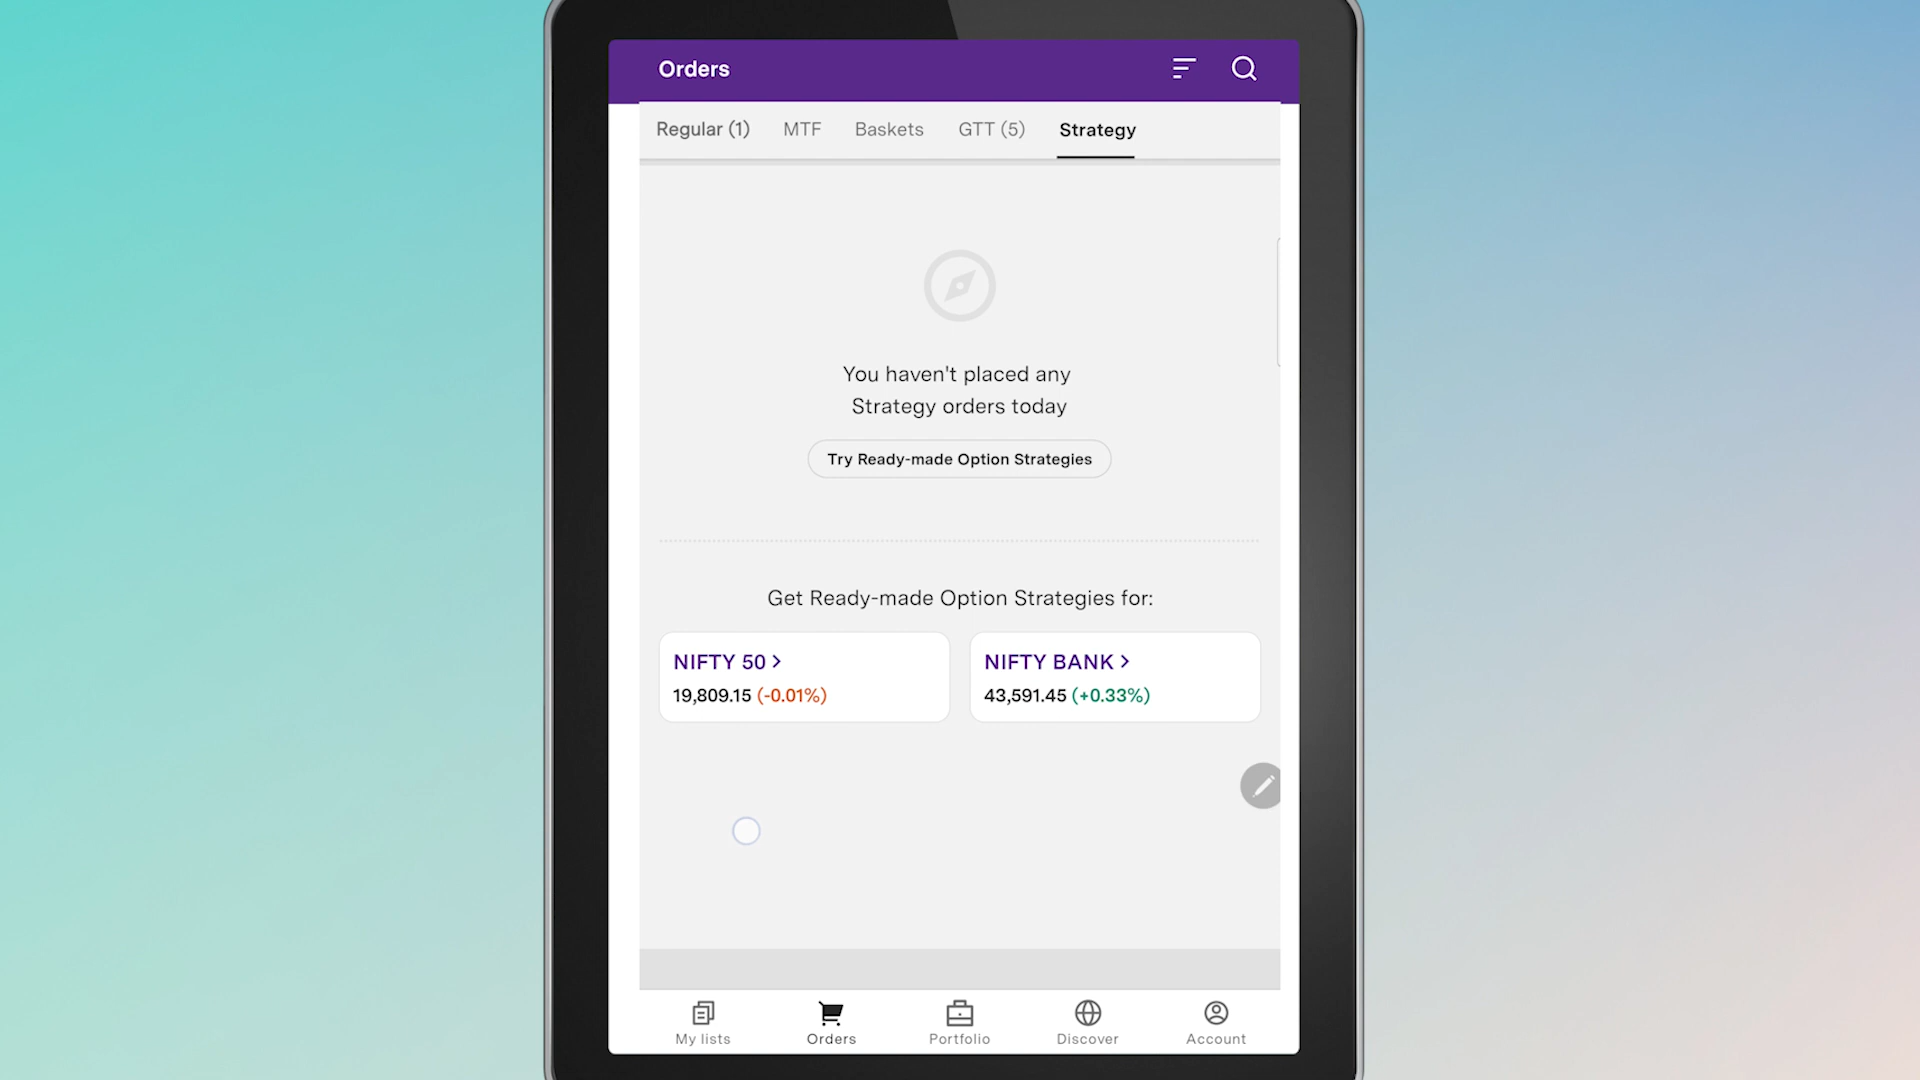 Orders
Regular (1) MTF Baskets GTT (5) Strategy
You haven't placed any
Strategy orders today
Try Ready-made Option Strategies
Get Ready-made Option Strategies for:
NIFTY 50 >
19,809.15 (-0.01%)
NIFTY BANK >
43,591.45 (+0.33%)
My lists Orders Portfolio Discover Account